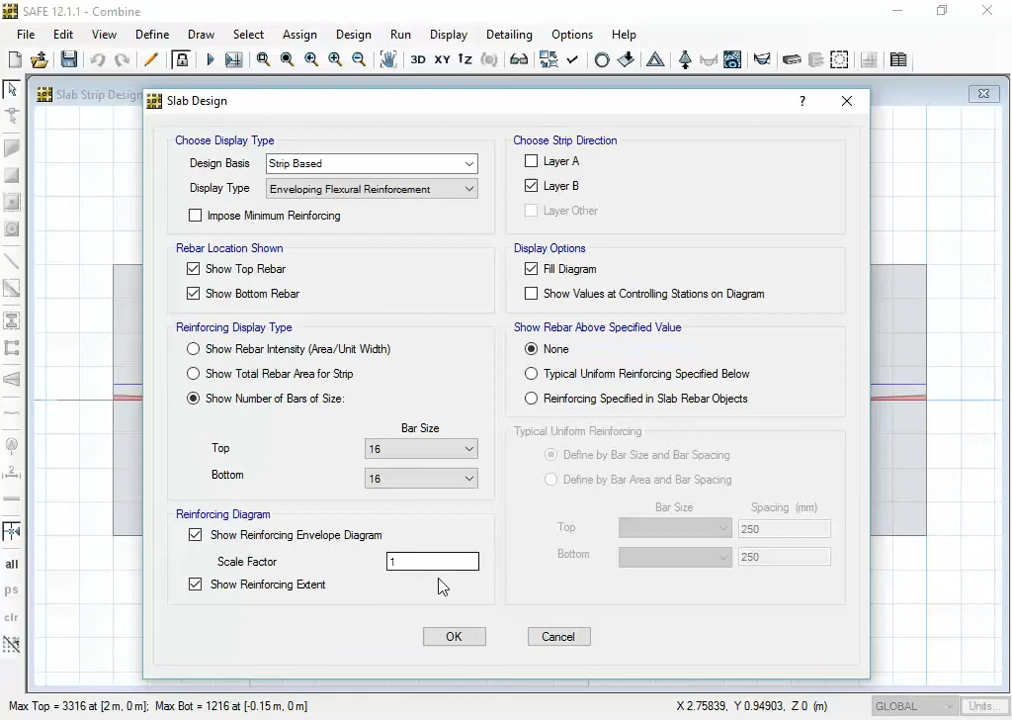 SAFE 12.1.1 - Combine
File Edit View Define Draw Select Assign Design Run Display Detailing Options Help
3D XY
Slab Strip Design
Slab Design
?
Choose Display Type
Design Basis Strip Based
Display Type Enveloping Flexural Reinforcement
Impose Minimum Reinforcing
Rebar Location Shown
Show Top Rebar
Show Bottom Rebar
Reinforcing Display Type
Show Rebar Intensity (Area/Unit Width)
Show Total Rebar Area for Strip
Show Number of Bars of Size:
Bar Size
Top 16
Bottom 16
Reinforcing Diagram
Show Reinforcing Envelope Diagram
Scale Factor 1
Show Reinforcing Extent
Choose Strip Direction
Layer A
Layer B
Layer Other
Display Options
Fill Diagram
Show Values at Controlling Stations on Diagram
Show Rebar Above Specified Value
None
Typical Uniform Reinforcing Specified Below
Reinforcing Specified in Slab Rebar Objects
Typical Uniform Reinforcing
Define by Bar Size and Bar Spacing
Define by Bar Area and Bar Spacing
Bar Size Spacing (mm)
Top 250
Bottom 250
OK Cancel
all
ps
clr
Max Top = 3316 at [2 m, 0 m]; Max Bot = 1216 at [-0.15 m, 0 m]
X 2.75839, Y 0.94903, Z 0 (m)
GLOBAL
Units...